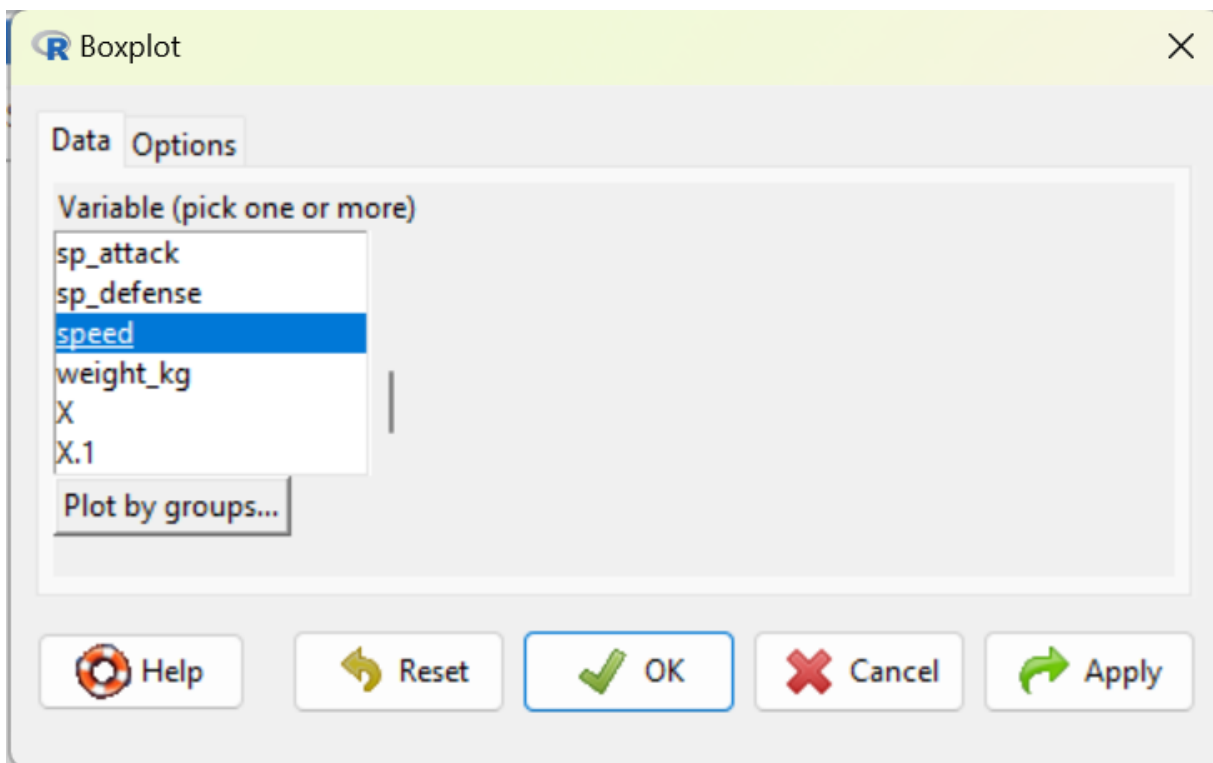 Boxplot
Data Options
Variable (pick one or more)
sp_attack
sp_defense
speed
weight_kg
X
X.1
Plot by groups...
Help Reset OK Cancel Apply